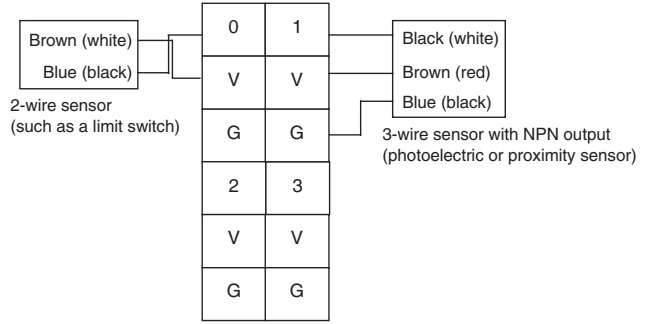 Brown (white)
Blue (black)
2-wire sensor
(such as a limit switch)
0 1
V V
G G
2 3
V V
G G
Black (white)
Brown (red)
Blue (black)
3-wire sensor with NPN output
(photoelectric or proximity sensor)